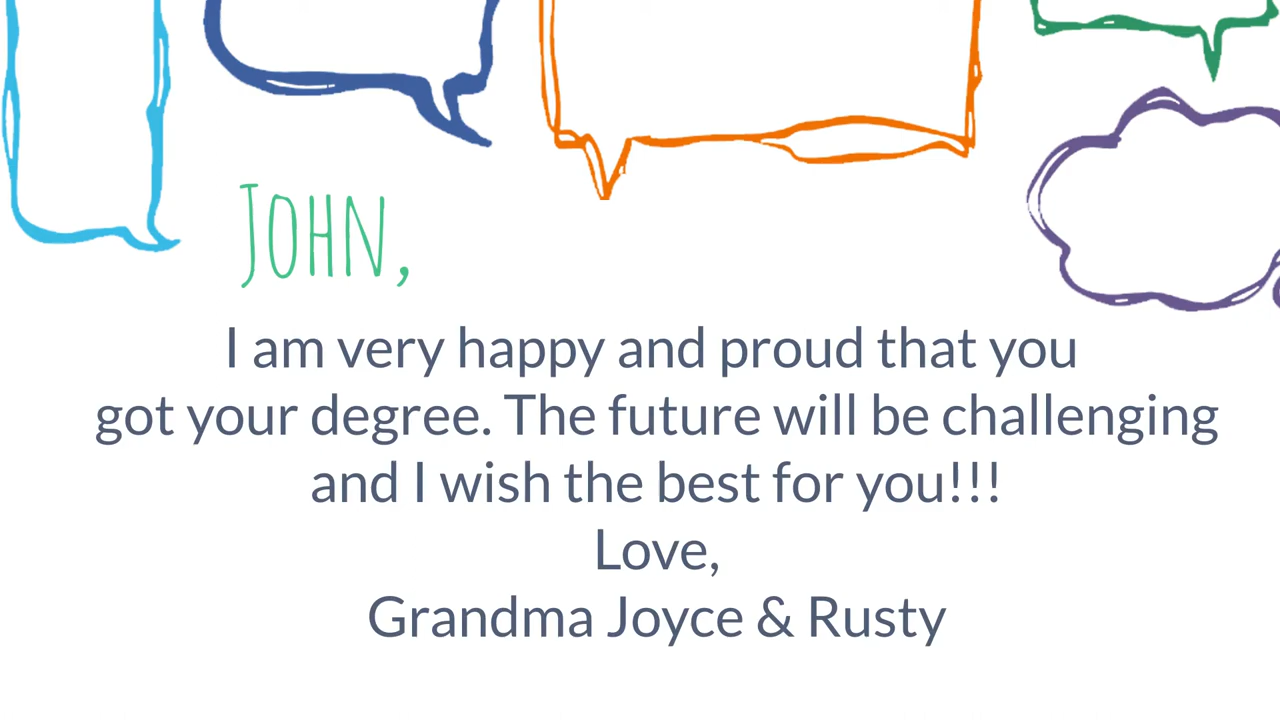 John,
I am very happy and proud that you
got your degree. The future will be challenging
and I wish the best for you!!!
Love,
Grandma Joyce & Rusty